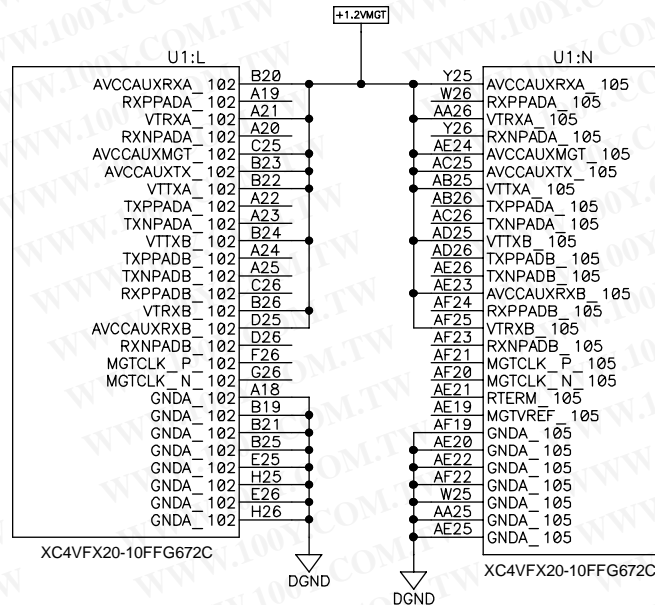 +1.2VMGT
U1:L
AVCCAUXRXA_102 B20
RXPPADA_102 A19
VTRXA_102 A21
RXNPADA_102 A20
AVCCAUXMGT_102 C25
AVCCAUXTX_102 B23
VTTXA_102 B22
TXPPADA_102 A22
TXNPADA_102 A23
VTTXB_102 B24
TXPPADB_102 A24
TXNPADB_102 A25
RXPPADB_102 C26
VTRXB_102 B26
AVCCAUXRXB_102 D25
RXNPADB_102 D26
MGTCLK_P_102 F26
MGTCLK_N_102 G26
GNDA_102 A18
GNDA_102 B19
GNDA_102 B21
GNDA_102 B25
GNDA_102 E25
GNDA_102 H25
GNDA_102 E26
GNDA_102 H26
XC4VFX20-10FFG672C
DGND
U1:N
Y25 AVCCAUXRXA_105
W26 RXPPADA_105
AA26 VTRXA_105
Y26 RXNPADA_105
AE24 AVCCAUXMGT_105
AC25 AVCCAUXTX_105
AB25 VTTXA_105
AB26 TXPPADA_105
AC26 TXNPADA_105
AD25 VTTXB_105
AD26 TXPPADB_105
AE26 TXNPADB_105
AE23 AVCCAUXRXB_105
AF24 RXPPADB_105
AF25 VTRXB_105
AF23 RXNPADB_105
AF21 MGTCLK_P_105
AF20 MGTCLK_N_105
AE21 RTERM_105
AE19 MGTVREF_105
AF19 GNDA_105
AE20 GNDA_105
AE22 GNDA_105
AF22 GNDA_105
W25 GNDA_105
AA25 GNDA_105
AE25 GNDA_105
XC4VFX20-10FFG672C
DGND
WWW.100Y.COM.TW